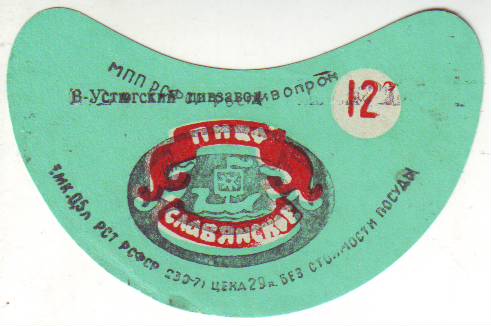 МПП РСФСР Росглавпивопром
В-Устюгский пивзавод
12%
ПИВО
СЛАВЯНСКОЕ
ЕМК.0,5л РСТ РСФСР 230-71 ЦЕНА 29к. БЕЗ СТОИМОСТИ ПОСУДЫ